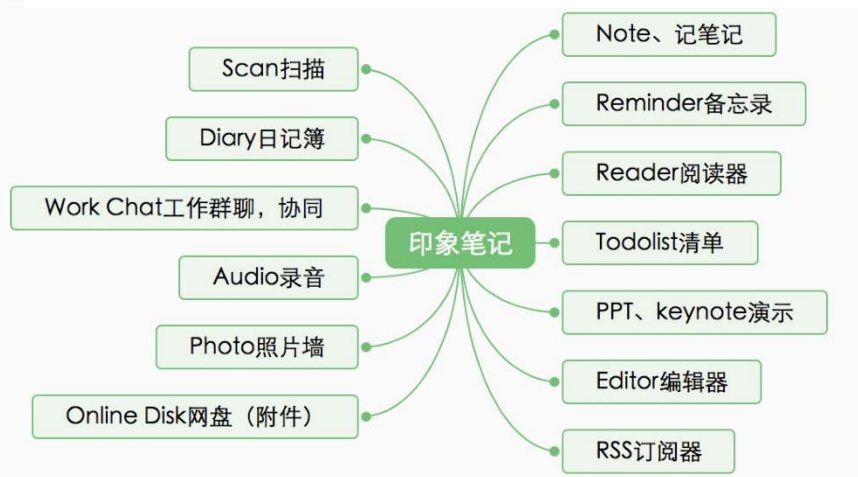 Scan扫描
Diary日记簿
Work Chat工作群聊，协同
Audio录音
Photo照片墙
Online Disk网盘（附件）
印象笔记
Note、记笔记
Reminder备忘录
Reader阅读器
Todolist清单
PPT、keynote演示
Editor编辑器
RSS订阅器